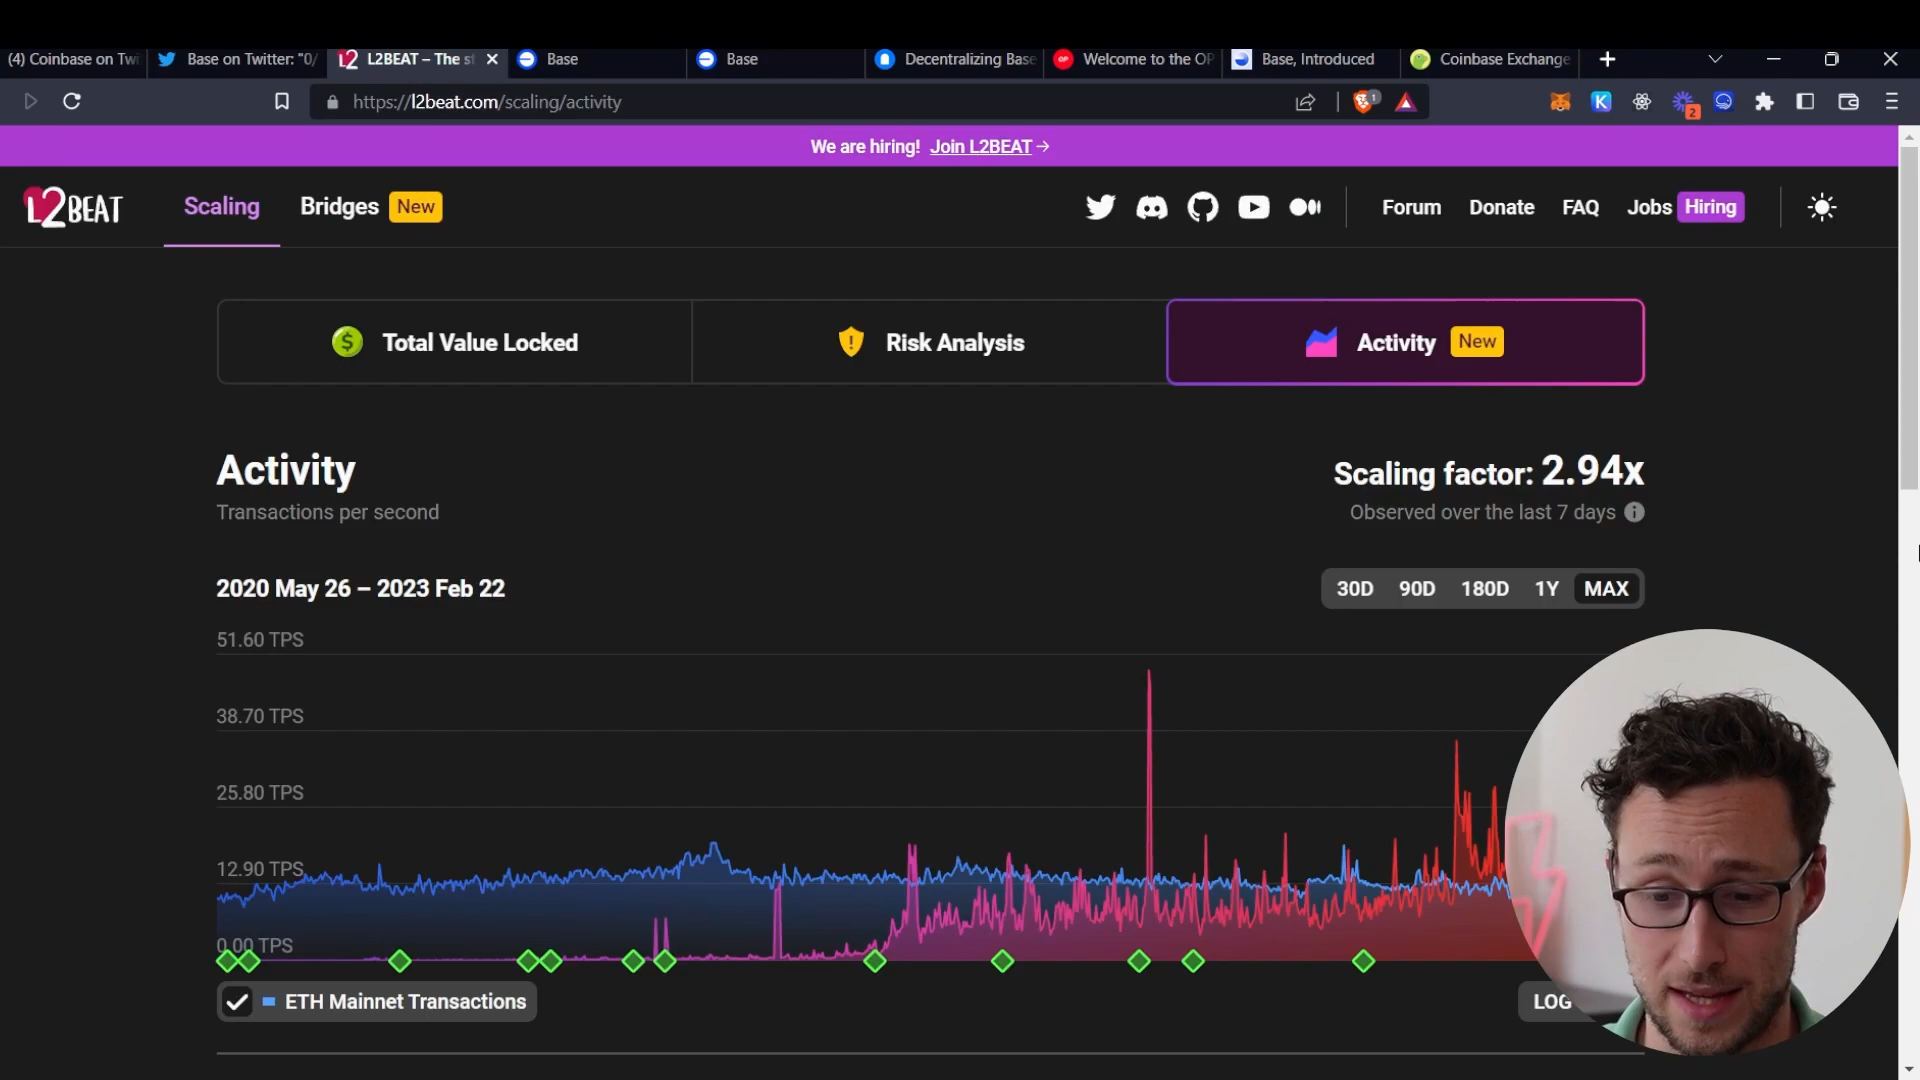 (4) Coinbase on Twi
Base on Twitter: "0/
L2BEAT – The st
Base
Base
Decentralizing Base
Welcome to the OP
Base, Introduced
Coinbase Exchange
https://l2beat.com/scaling/activity
1
2
We are hiring! Join L2BEAT →
L2BEAT
Scaling
Bridges New
Forum
Donate
FAQ
Jobs Hiring
Total Value Locked
Risk Analysis
Activity New
Activity
Transactions per second
Scaling factor: 2.94x
Observed over the last 7 days
2020 May 26 – 2023 Feb 22
30D 90D 180D 1Y MAX
51.60 TPS
38.70 TPS
25.80 TPS
12.90 TPS
0.00 TPS
ETH Mainnet Transactions
LOG